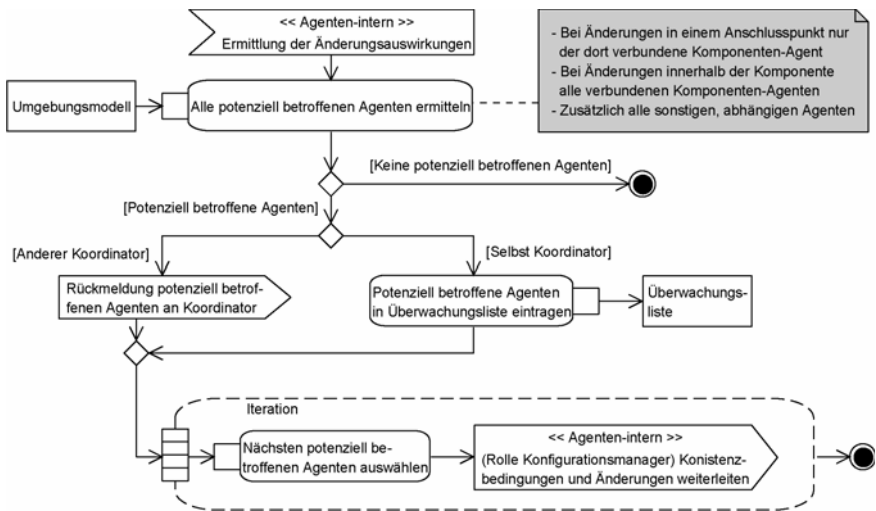 << Agenten-intern >>
Ermittlung der Änderungsauswirkungen
- Bei Änderungen in einem Anschlusspunkt nur
der dort verbundene Komponenten-Agent
- Bei Änderungen innerhalb der Komponente
alle verbundenen Komponenten-Agenten
- Zusätzlich alle sonstigen, abhängigen Agenten
Umgebungsmodell
Alle potenziell betroffenen Agenten ermitteln
[Keine potenziell betroffenen Agenten]
[Potenziell betroffene Agenten]
[Anderer Koordinator]
[Selbst Koordinator]
Rückmeldung potenziell betrof-
fenen Agenten an Koordinator
Potenziell betroffene Agenten
in Überwachungsliste eintragen
Überwachungs-
liste
Iteration
Nächsten potenziell be-
troffenen Agenten auswählen
<< Agenten-intern >>
(Rolle Konfigurationsmanager) Konistenz-
bedingungen und Änderungen weiterleiten